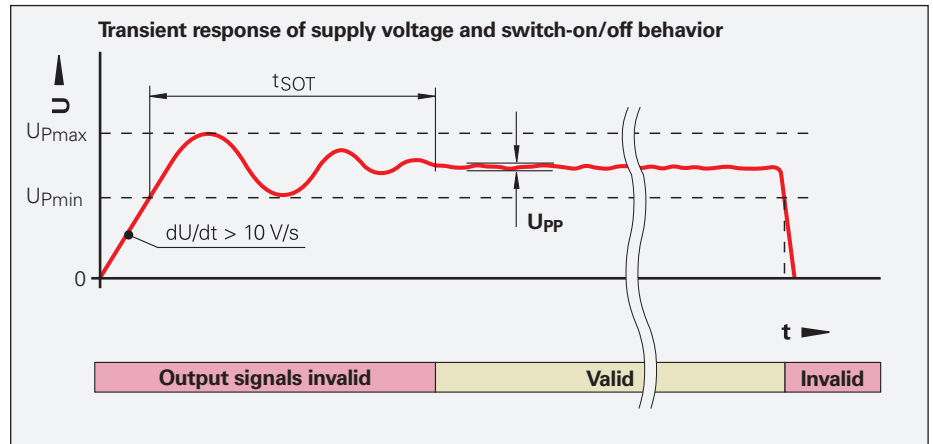 Transient response of supply voltage and switch-on/off behavior
U
tSOT
UPmax
UPmin
UPP
dU/dt > 10 V/s
0
t
Output signals invalid
Valid
Invalid